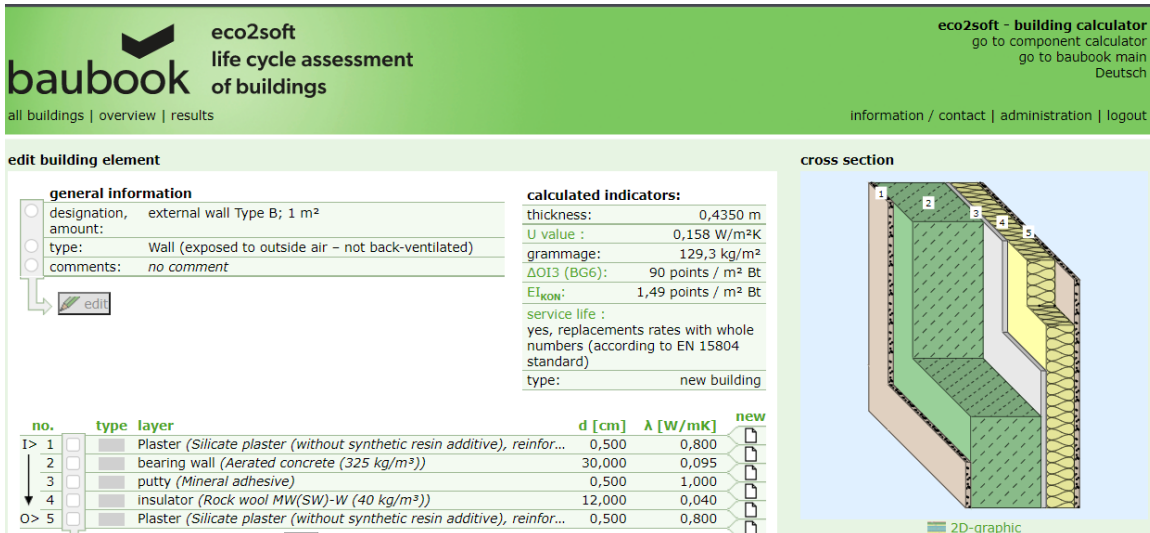 baubook
eco2soft
life cycle assessment
of buildings
eco2soft - building calculator
go to component calculator
go to baubook main
Deutsch
all buildings | overview | results
information / contact | administration | logout
edit building element
general information
designation, amount: external wall Type B; 1 m²
type: Wall (exposed to outside air – not back-ventilated)
comments: no comment
edit
calculated indicators:
thickness: 0,4350 m
U value : 0,158 W/m²K
grammage: 129,3 kg/m²
ΔOI3 (BG6): 90 points / m² Bt
EIKON: 1,49 points / m² Bt
service life :
yes, replacements rates with whole
numbers (according to EN 15804
standard)
type: new building
no. type layer d [cm] λ [W/mK] new
I> 1 Plaster (Silicate plaster (without synthetic resin additive), reinfor... 0,500 0,800
2 bearing wall (Aerated concrete (325 kg/m³)) 30,000 0,095
3 putty (Mineral adhesive) 0,500 1,000
4 insulator (Rock wool MW(SW)-W (40 kg/m³)) 12,000 0,040
O> 5 Plaster (Silicate plaster (without synthetic resin additive), reinfor... 0,500 0,800
cross section
1
2
3
4
5
2D-graphic